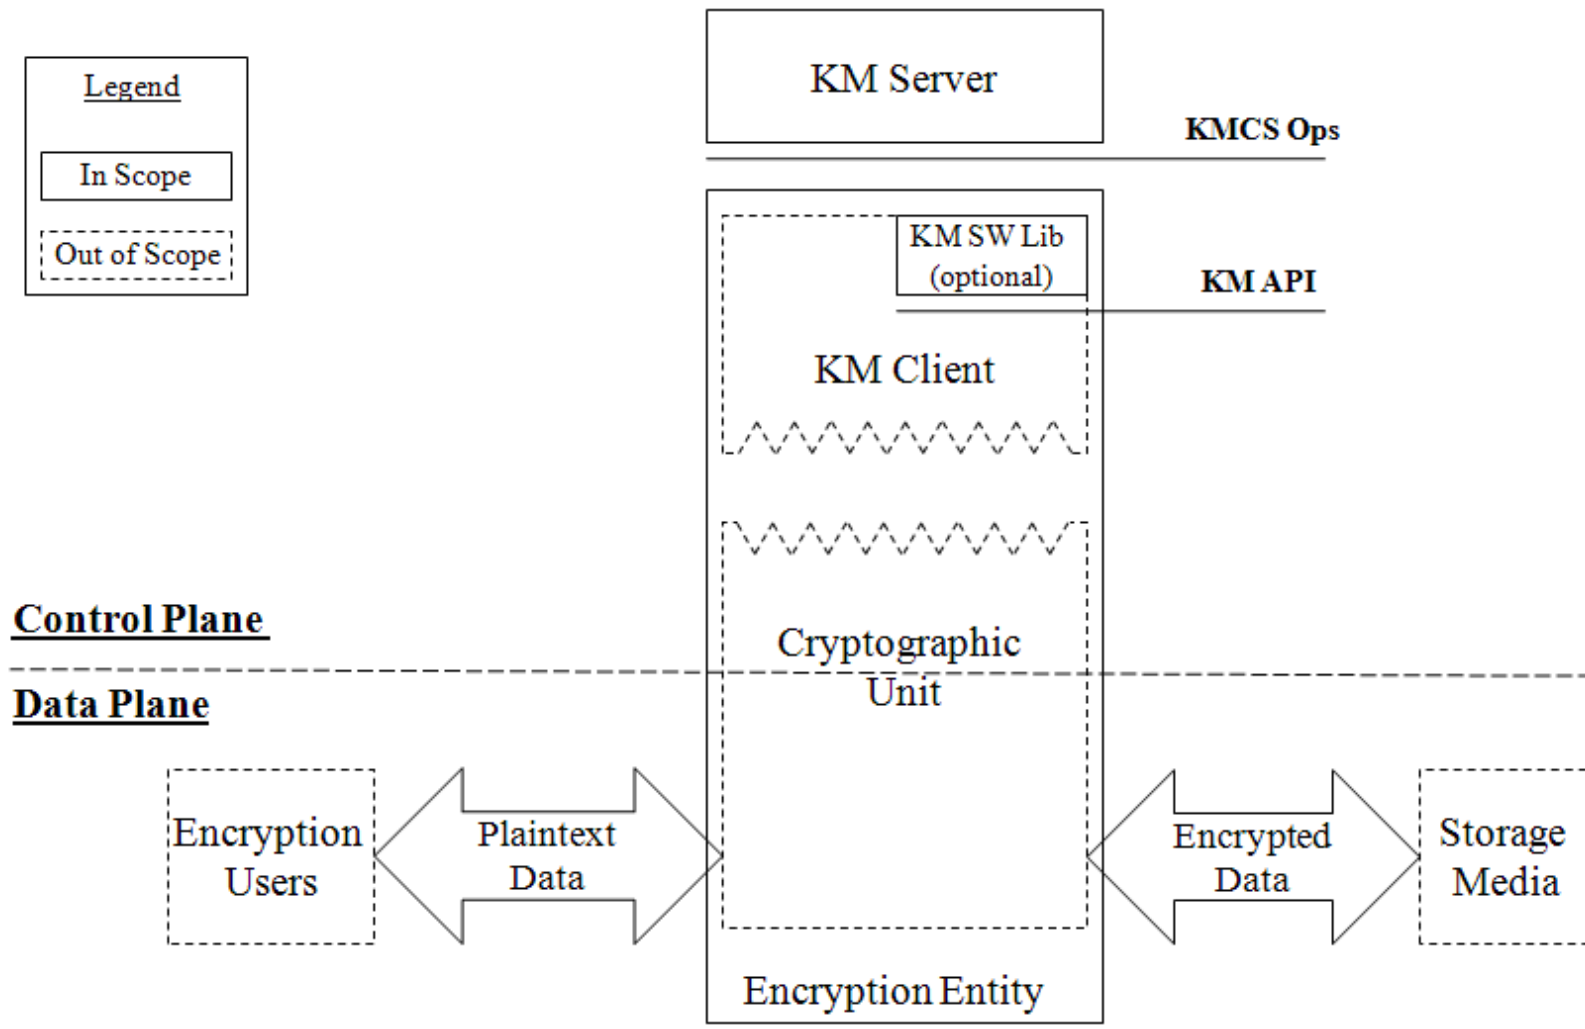 Legend
In Scope
Out of Scope
KM Server
KMCS Ops
KM SW Lib
(optional)
KM API
KM Client
Control Plane
Cryptographic
Unit
Data Plane
Encryption
Users
Plaintext
Data
Encrypted
Data
Storage
Media
Encryption Entity